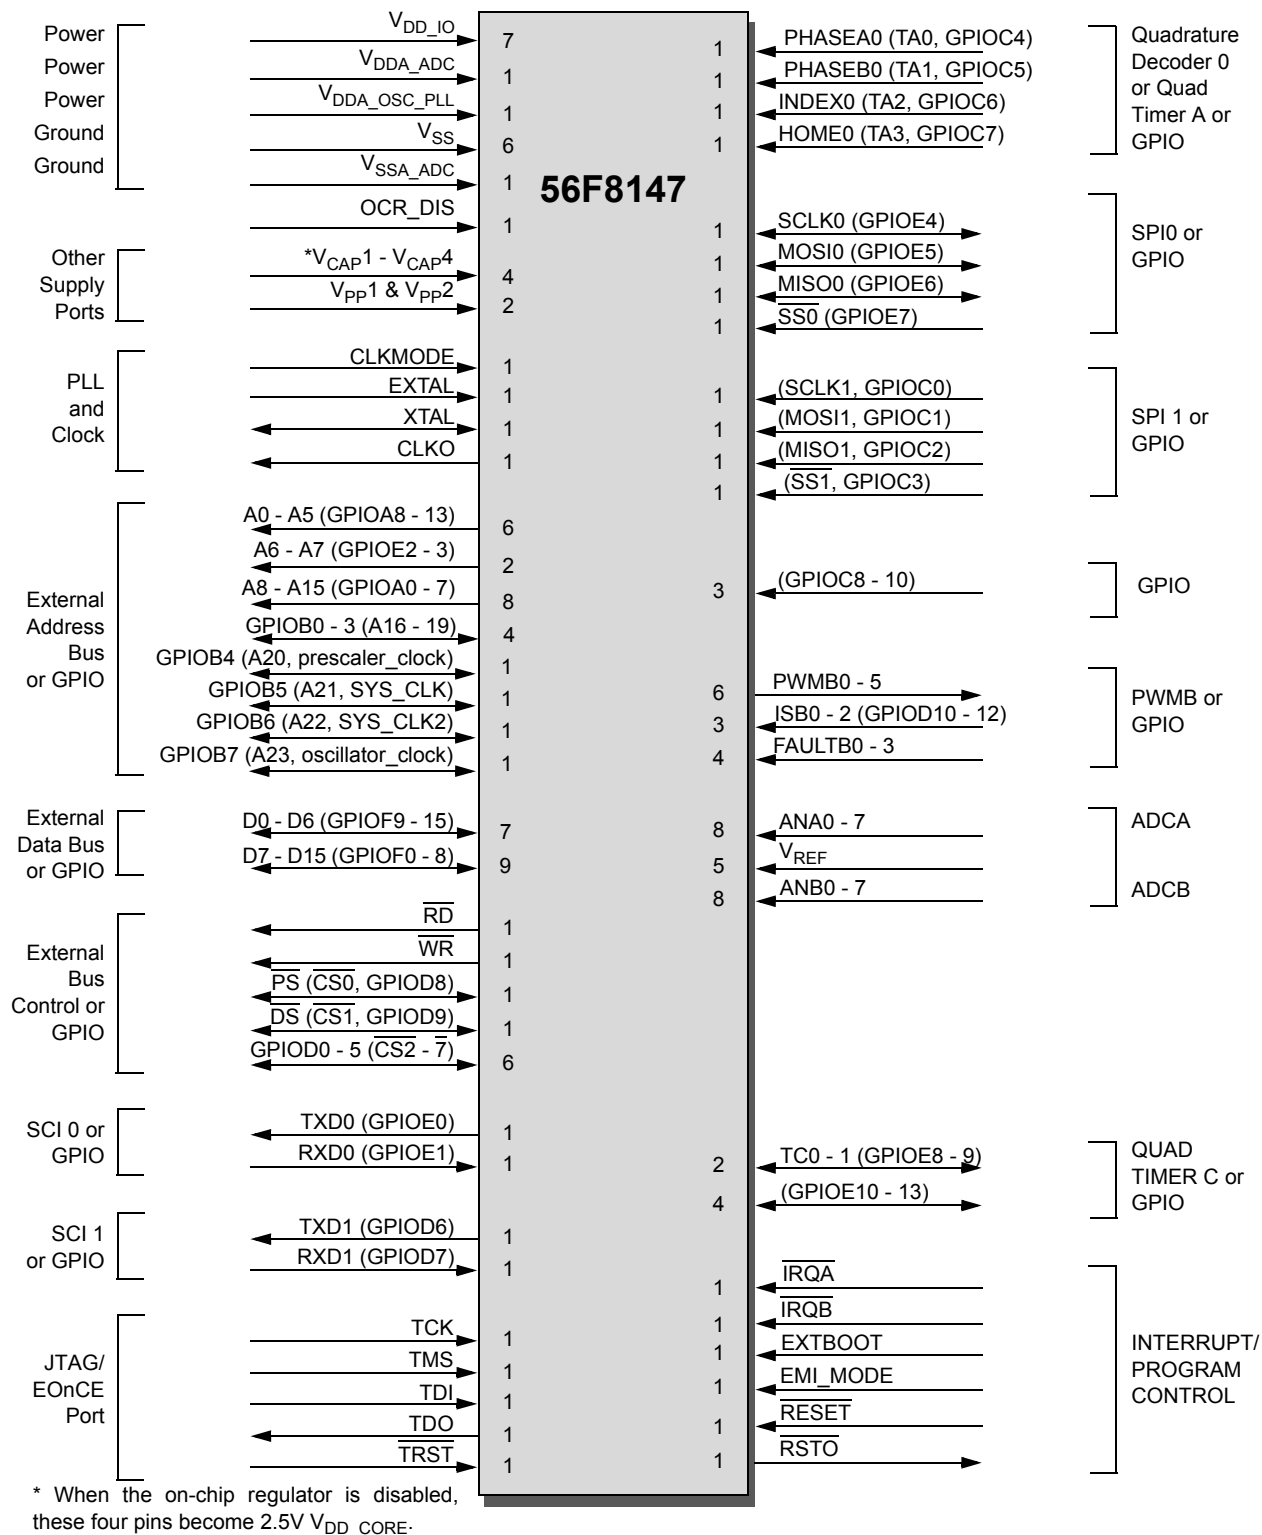 56F8147
Power
Power
Power
Ground
Ground
VDD_IO 7
VDDA_ADC 1
VDDA_OSC_PLL 1
VSS 6
VSSA_ADC 1
OCR_DIS 1
Other
Supply
Ports
*VCAP1 - VCAP4 4
VPP1 & VPP2 2
PLL
and
Clock
CLKMODE 1
EXTAL 1
XTAL 1
CLKO 1
External
Address
Bus
or GPIO
A0 - A5 (GPIOA8 - 13) 6
A6 - A7 (GPIOE2 - 3) 2
A8 - A15 (GPIOA0 - 7) 8
GPIOB0 - 3 (A16 - 19) 4
GPIOB4 (A20, prescaler_clock) 1
GPIOB5 (A21, SYS_CLK) 1
GPIOB6 (A22, SYS_CLK2) 1
GPIOB7 (A23, oscillator_clock) 1
External
Data Bus
or GPIO
D0 - D6 (GPIOF9 - 15) 7
D7 - D15 (GPIOF0 - 8) 9
External
Bus
Control or
GPIO
RD 1
WR 1
PS (CS0, GPIOD8) 1
DS (CS1, GPIOD9) 1
GPIOD0 - 5 (CS2 - 7) 6
SCI 0 or
GPIO
TXD0 (GPIOE0) 1
RXD0 (GPIOE1) 1
SCI 1
or GPIO
TXD1 (GPIOD6) 1
RXD1 (GPIOD7) 1
JTAG/
EOnCE
Port
TCK 1
TMS 1
TDI 1
TDO 1
TRST 1
* When the on-chip regulator is disabled,
these four pins become 2.5V VDD_CORE.
1 PHASEA0 (TA0, GPIOC4)
1 PHASEB0 (TA1, GPIOC5)
1 INDEX0 (TA2, GPIOC6)
1 HOME0 (TA3, GPIOC7)
Quadrature
Decoder 0
or Quad
Timer A or
GPIO
1 SCLK0 (GPIOE4)
1 MOSI0 (GPIOE5)
1 MISO0 (GPIOE6)
1 SS0 (GPIOE7)
SPI0 or
GPIO
1 (SCLK1, GPIOC0)
1 (MOSI1, GPIOC1)
1 (MISO1, GPIOC2)
1 (SS1, GPIOC3)
SPI 1 or
GPIO
3 (GPIOC8 - 10)
GPIO
6 PWMB0 - 5
3 ISB0 - 2 (GPIOD10 - 12)
4 FAULTB0 - 3
PWMB or
GPIO
8 ANA0 - 7
5 VREF
8 ANB0 - 7
ADCA
ADCB
2 TC0 - 1 (GPIOE8 - 9)
4 (GPIOE10 - 13)
QUAD
TIMER C or
GPIO
1 IRQA
1 IRQB
1 EXTBOOT
1 EMI_MODE
1 RESET
1 RSTO
INTERRUPT/
PROGRAM
CONTROL